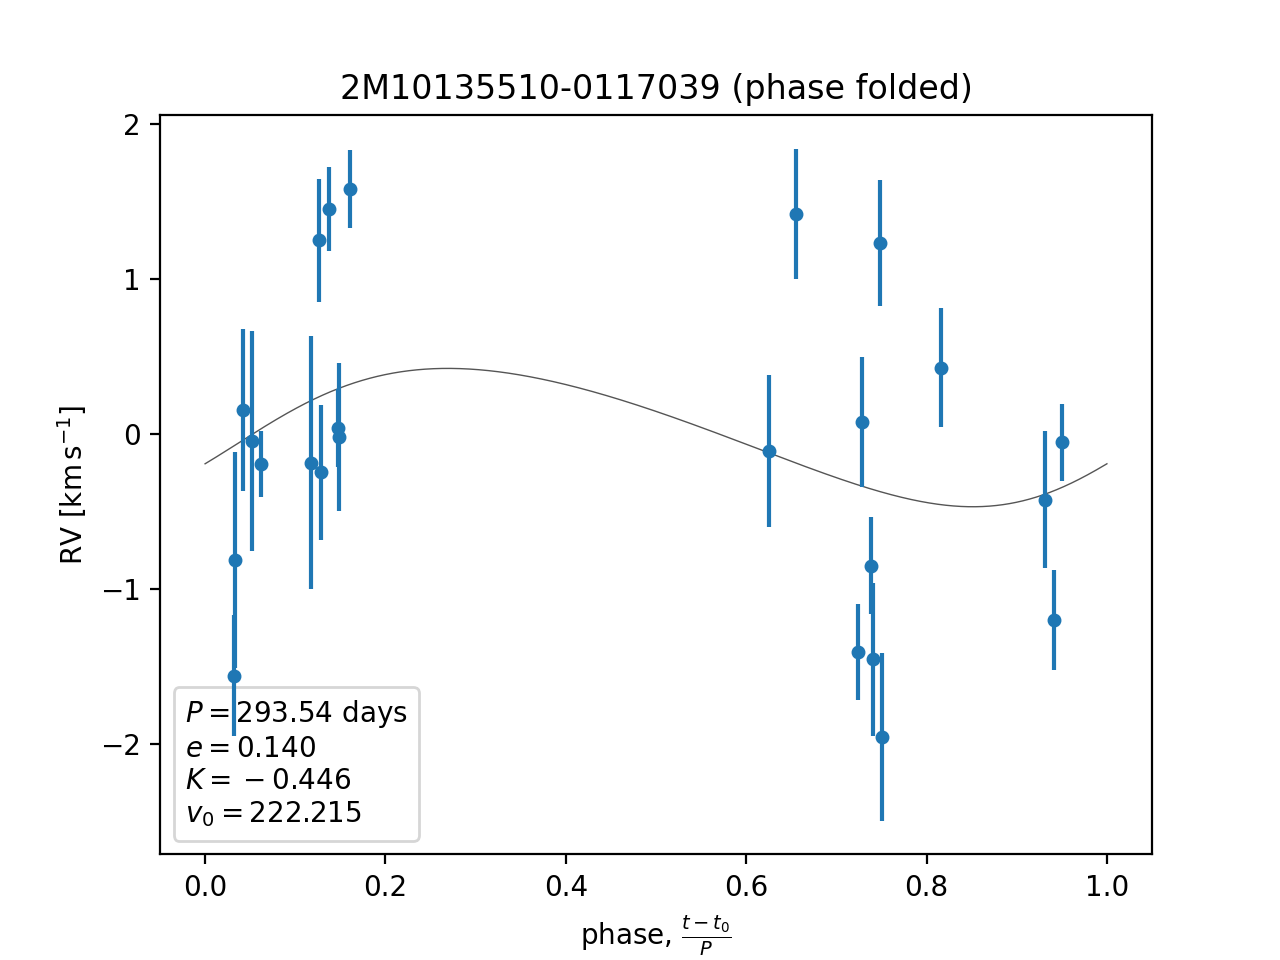 2M10135510-0117039 (phase folded)
2
1
0
−1
−2
RV [km s⁻¹]
P = 293.54 days
e = 0.140
K = −0.446
v₀ = 222.215
0.0 0.2 0.4 0.6 0.8 1.0
phase, (t − t₀)/P